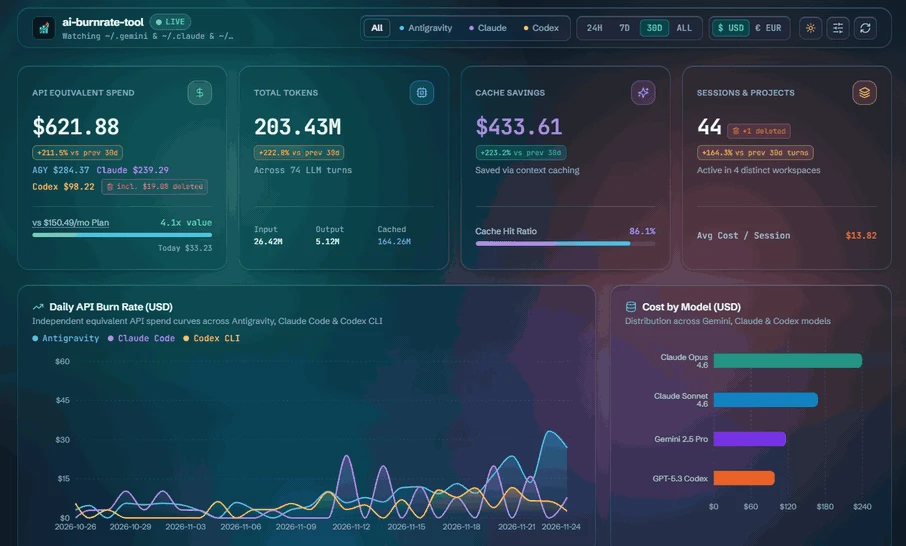 ai-burnrate-tool LIVE
Watching ~/.gemini & ~/.claude & ~/…
All Antigravity Claude Codex
24H 7D 30D ALL
$ USD € EUR
API EQUIVALENT SPEND
$621.88
+211.5% vs prev 30d
AGY $284.37 Claude $239.29
Codex $98.22 incl. $19.88 deleted
vs $150.49/mo Plan 4.1x value
Today $33.23
TOTAL TOKENS
203.43M
+222.8% vs prev 30d
Across 74 LLM turns
Input Output Cached
26.42M 5.12M 164.26M
CACHE SAVINGS
$433.61
+223.2% vs prev 30d
Saved via context caching
Cache Hit Ratio 86.1%
SESSIONS & PROJECTS
44 +1 deleted
+164.3% vs prev 30d turns
Active in 4 distinct workspaces
Avg Cost / Session $13.82
Daily API Burn Rate (USD)
Independent equivalent API spend curves across Antigravity, Claude Code & Codex CLI
Antigravity Claude Code Codex CLI
$60
$45
$30
$15
$0
2026-10-26 2026-10-29 2026-11-03 2026-11-06 2026-11-09 2026-11-12 2026-11-15 2026-11-18 2026-11-21 2026-11-24
Cost by Model (USD)
Distribution across Gemini, Claude & Codex models
Claude Opus
4.6
Claude Sonnet
4.6
Gemini 2.5 Pro
GPT-5.3 Codex
$0 $60 $120 $180 $240